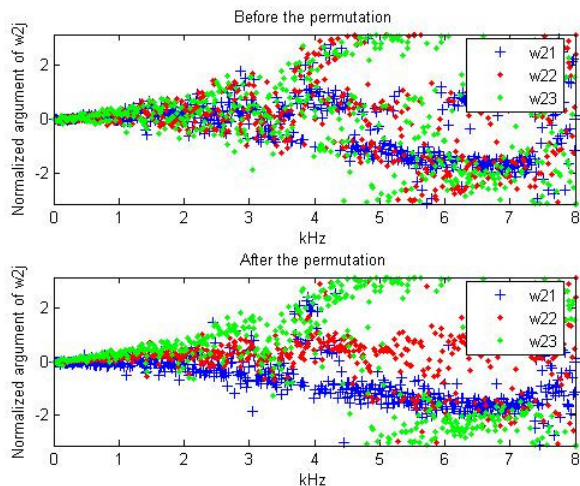 Before the permutation
Normalized argument of w2j
2
0
-2
w21
w22
w23
0 1 2 3 4 5 6 7 8
kHz
After the permutation
Normalized argument of w2j
2
0
-2
w21
w22
w23
0 1 2 3 4 5 6 7 8
kHz